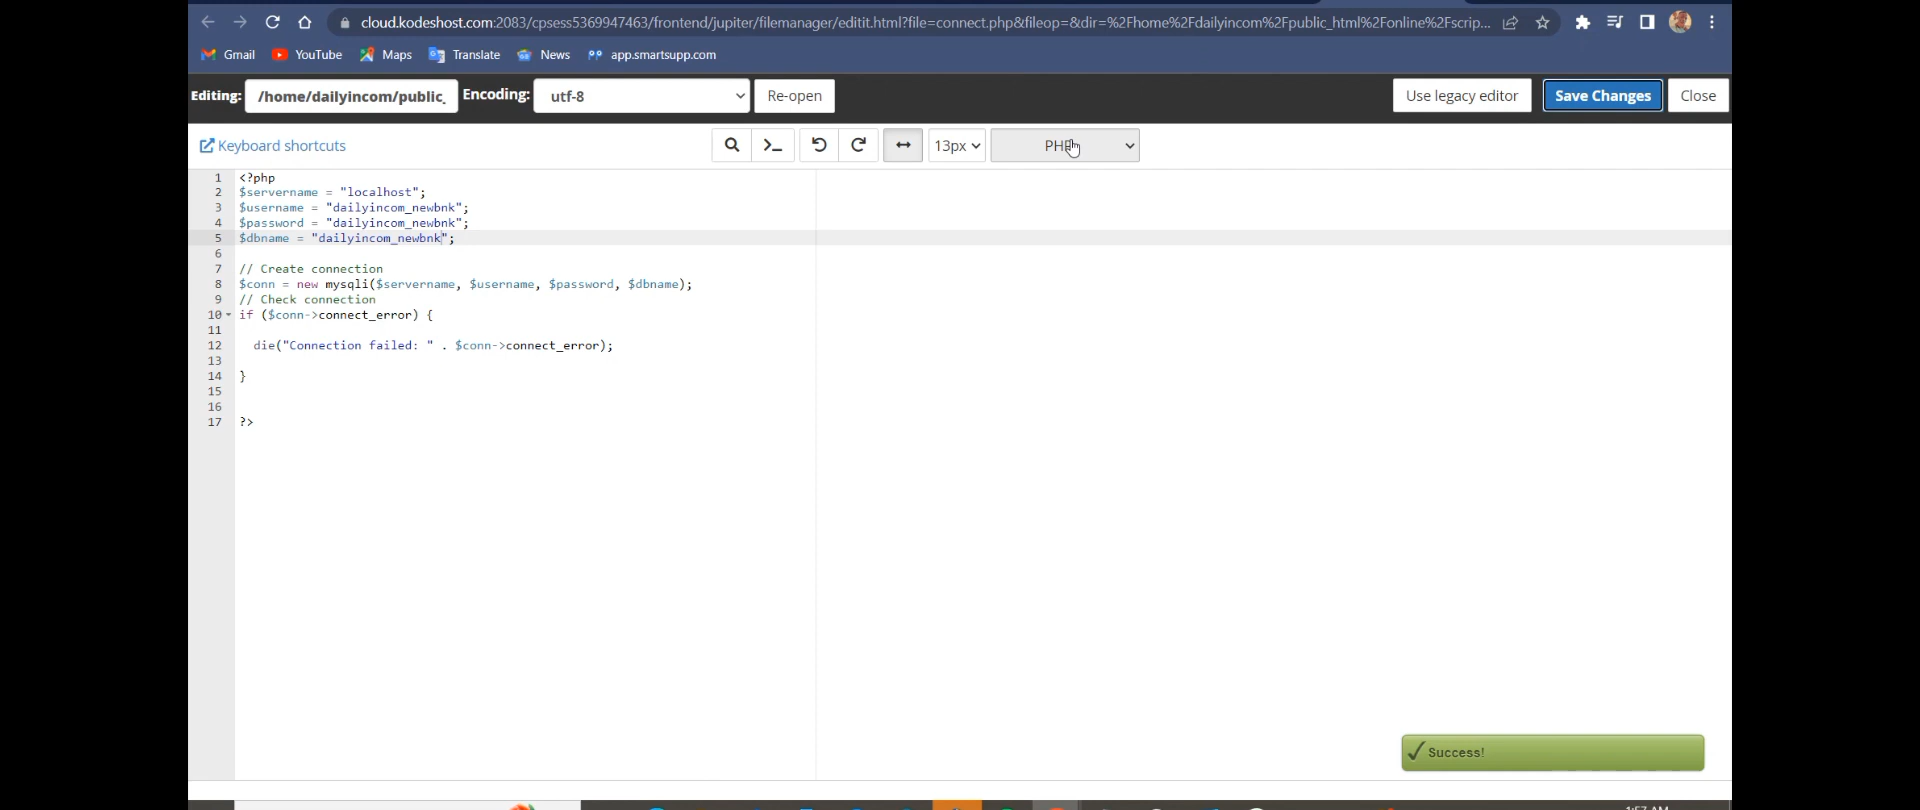 cloud.kodeshost.com:2083/cpsess5369947463/frontend/jupiter/filemanager/editit.html?file=connect.php&fileop=&dir=%2Fhome%2Fdailyincom%2Fpublic_html%2Fonline%2Fscrip...
Gmail YouTube Maps Translate News app.smartsupp.com
Editing: /home/dailyincom/public_ Encoding: utf-8 Re-open Use legacy editor Save Changes Close
Keyboard shortcuts 13px PHP
1 <?php
2 $servername = "localhost";
3 $username = "dailyincom_newbnk";
4 $password = "dailyincom_newbnk";
5 $dbname = "dailyincom_newbnk";
6
7 // Create connection
8 $conn = new mysqli($servername, $username, $password, $dbname);
9 // Check connection
10 if ($conn->connect_error) {
11
12 die("Connection failed: " . $conn->connect_error);
13
14 }
15
16
17 ?>
Success!
1:57 AM